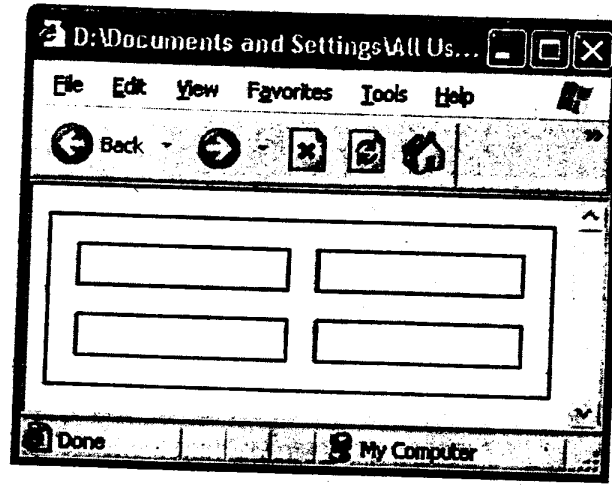 D:\Documents and Settings\All Us...
File Edit View Favorites Tools Help
Back »
Done My Computer